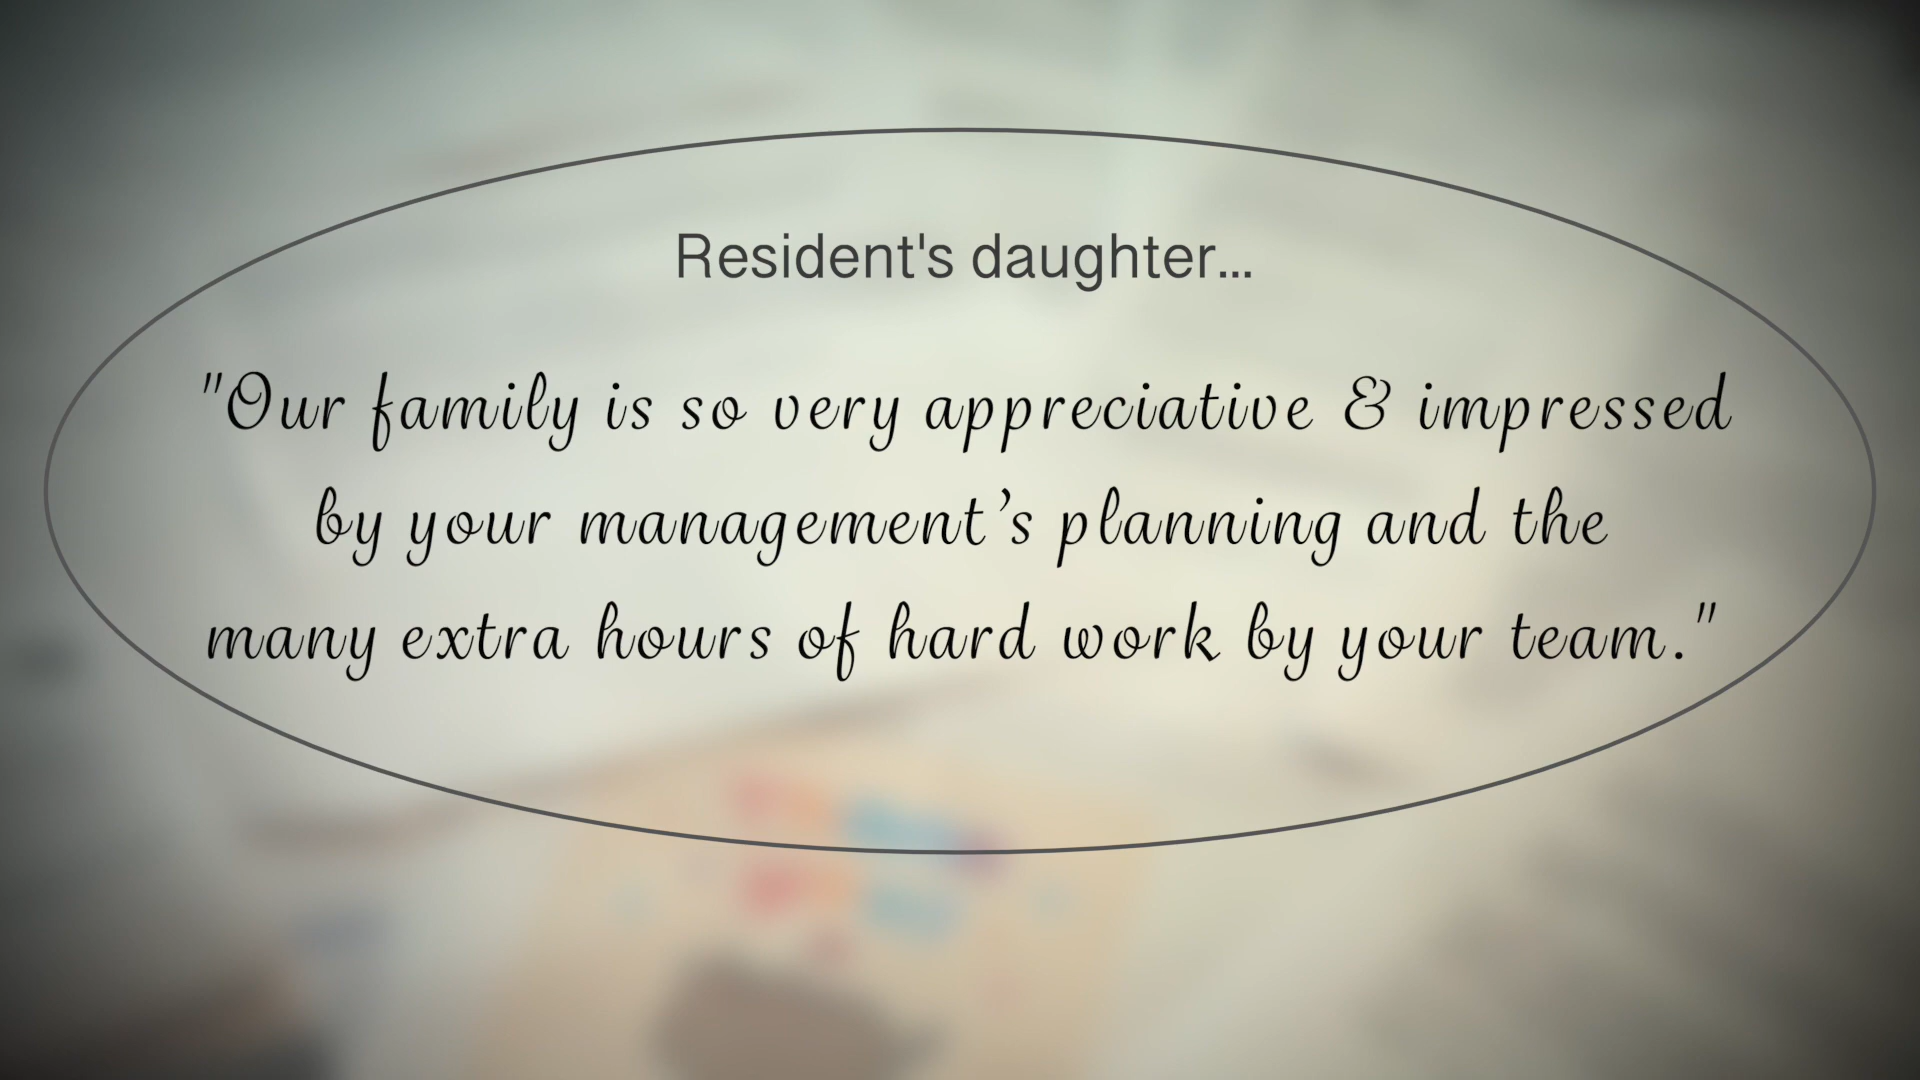 Resident's daughter...
"Our family is so very appreciative & impressed
by your management’s planning and the
many extra hours of hard work by your team."